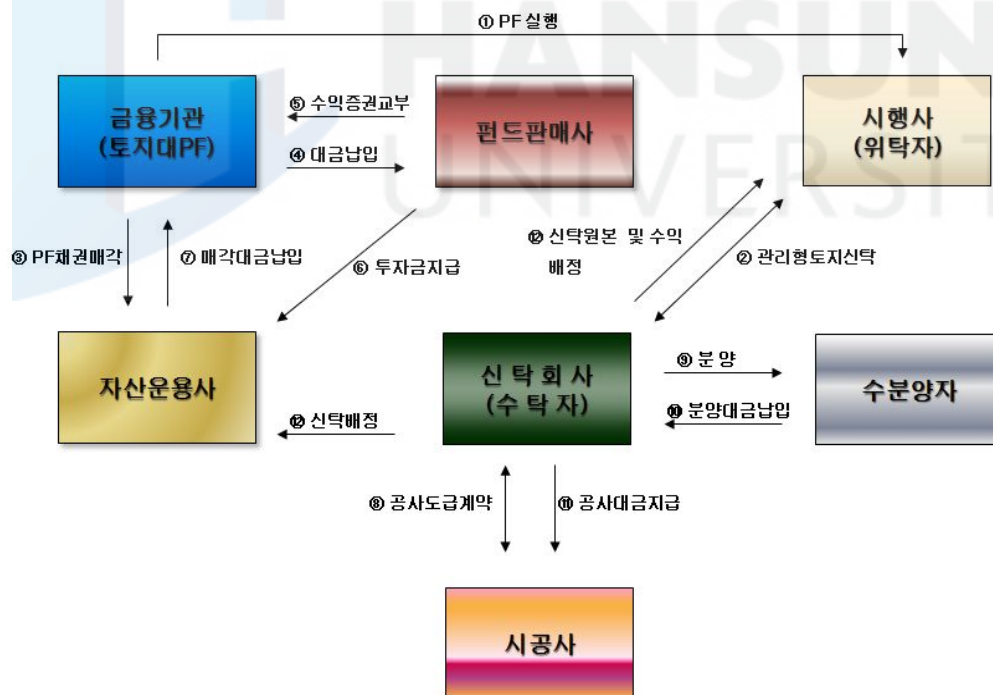 HANSUN
UNIVERSIT
① PF실행
금융기관
(토지대PF)
⑤ 수익증권교부
④ 대금납입
펀드판매사
시행사
(위탁자)
③ PF채권매각
⑦ 매각대금납입
⑥ 투자금지급
⑫ 신탁원본 및 수익
배정
② 관리형토지신탁
자산운용사
⑫ 신탁배정
신탁회사
(수탁자)
⑨ 분양
⑩ 분양대금납입
수분양자
⑧ 공사도급계약
⑪ 공사대금지급
시공사